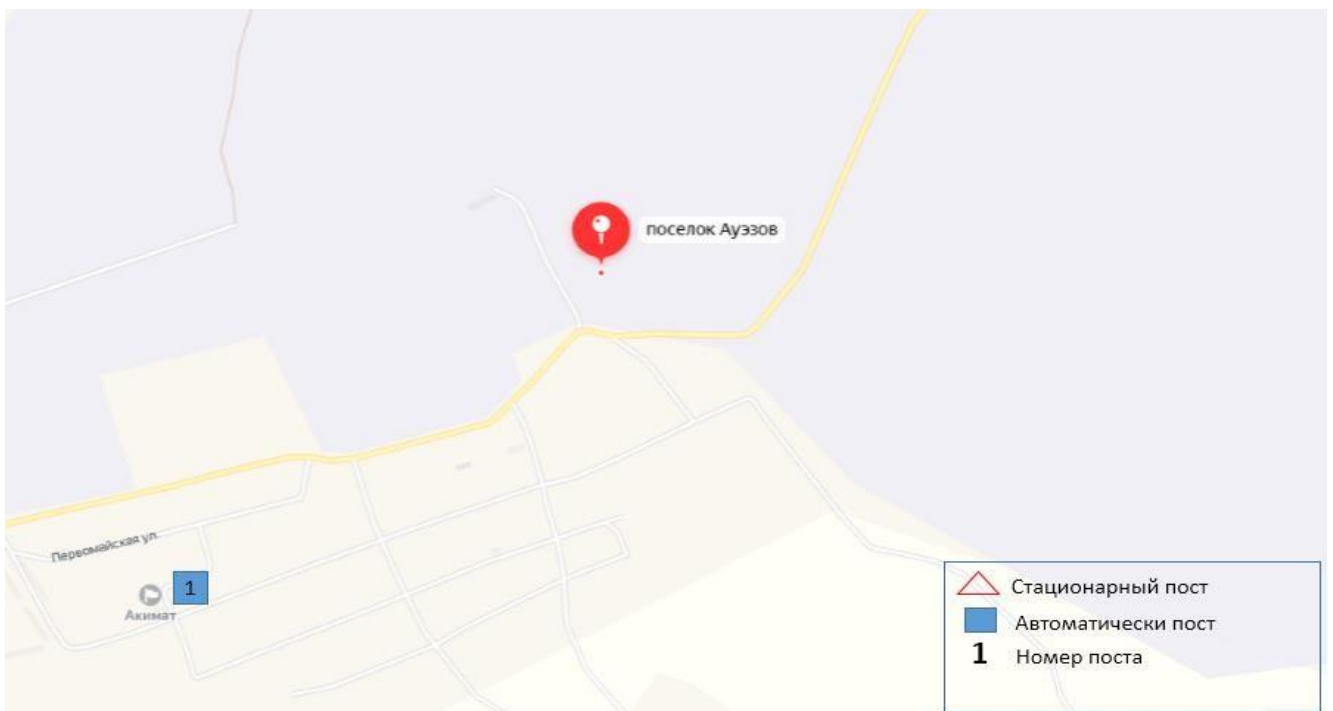 поселок Ауэзов
Первомайская ул.
1
Акимат
Стационарный пост
Автоматически пост
1 Номер поста